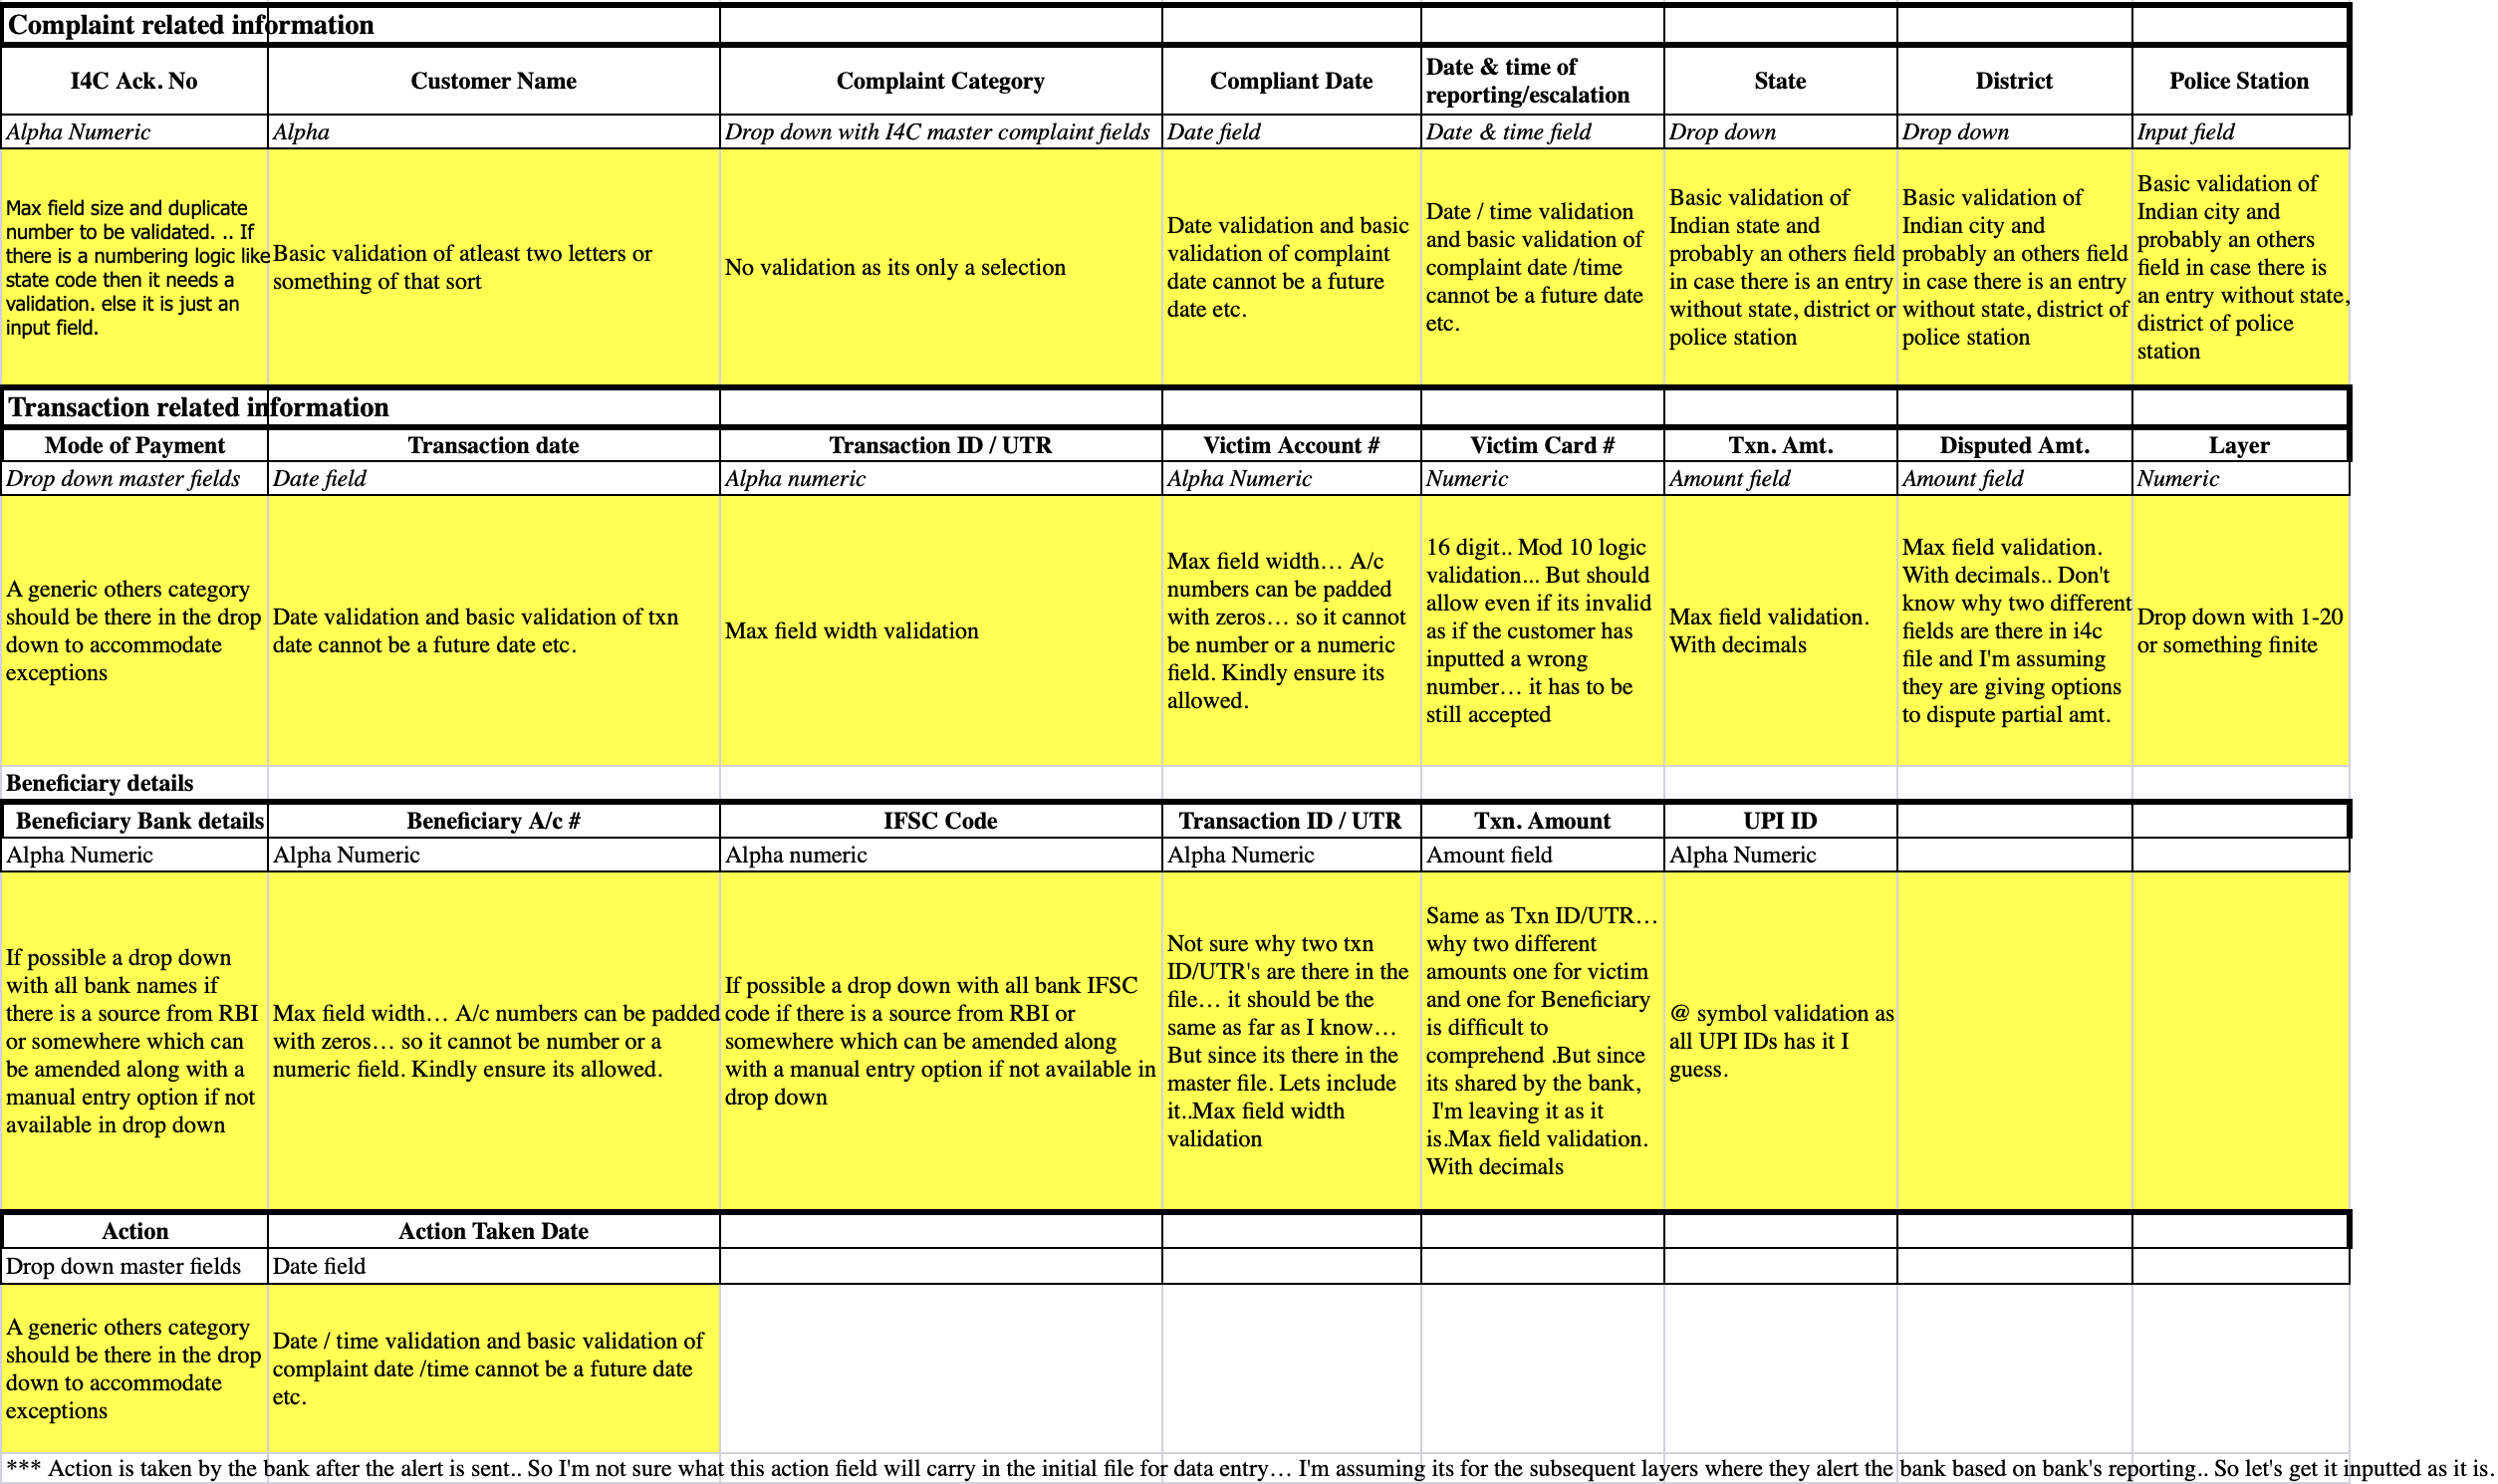 Complaint related information
I4C Ack. No
Customer Name
Complaint Category
Compliant Date
Date & time of
reporting/escalation
State
District
Police Station
Alpha Numeric
Alpha
Drop down with I4C master complaint fields
Date field
Date & time field
Drop down
Drop down
Input field
Max field size and duplicate
number to be validated. .. If
there is a numbering logic like
state code then it needs a
validation. else it is just an
input field.
Basic validation of atleast two letters or
something of that sort
No validation as its only a selection
Date validation and basic
validation of complaint
date cannot be a future
date etc.
Date / time validation
and basic validation of
complaint date /time
cannot be a future date
etc.
Basic validation of
Indian state and
probably an others field
in case there is an entry
without state, district or
police station
Basic validation of
Indian city and
probably an others field
in case there is an entry
without state, district of
police station
Basic validation of
Indian city and
probably an others
field in case there is
an entry without state,
district of police
station
Transaction related information
Mode of Payment
Transaction date
Transaction ID / UTR
Victim Account #
Victim Card #
Txn. Amt.
Disputed Amt.
Layer
Drop down master fields
Date field
Alpha numeric
Alpha Numeric
Numeric
Amount field
Amount field
Numeric
A generic others category
should be there in the drop
down to accommodate
exceptions
Date validation and basic validation of txn
date cannot be a future date etc.
Max field width validation
Max field width… A/c
numbers can be padded
with zeros… so it cannot
be number or a numeric
field. Kindly ensure its
allowed.
16 digit.. Mod 10 logic
validation... But should
allow even if its invalid
as if the customer has
inputted a wrong
number… it has to be
still accepted
Max field validation.
With decimals
Max field validation.
With decimals.. Don't
know why two different
fields are there in i4c
file and I'm assuming
they are giving options
to dispute partial amt.
Drop down with 1-20
or something finite
Beneficiary details
Beneficiary Bank details
Beneficiary A/c #
IFSC Code
Transaction ID / UTR
Txn. Amount
UPI ID
Alpha Numeric
Alpha Numeric
Alpha numeric
Alpha Numeric
Amount field
Alpha Numeric
If possible a drop down
with all bank names if
there is a source from RBI
or somewhere which can
be amended along with a
manual entry option if not
available in drop down
Max field width… A/c numbers can be padded
with zeros… so it cannot be number or a
numeric field. Kindly ensure its allowed.
If possible a drop down with all bank IFSC
code if there is a source from RBI or
somewhere which can be amended along
with a manual entry option if not available in
drop down
Not sure why two txn
ID/UTR's are there in the
file… it should be the
same as far as I know…
But since its there in the
master file. Lets include
it..Max field width
validation
Same as Txn ID/UTR…
why two different
amounts one for victim
and one for Beneficiary
is difficult to
comprehend .But since
its shared by the bank,
I'm leaving it as it
is.Max field validation.
With decimals
@ symbol validation as
all UPI IDs has it I
guess.
Action
Action Taken Date
Drop down master fields
Date field
A generic others category
should be there in the drop
down to accommodate
exceptions
Date / time validation and basic validation of
complaint date /time cannot be a future date
etc.
*** Action is taken by the bank after the alert is sent.. So I'm not sure what this action field will carry in the initial file for data entry… I'm assuming its for the subsequent layers where they alert the bank based on bank's reporting.. So let's get it inputted as it is.